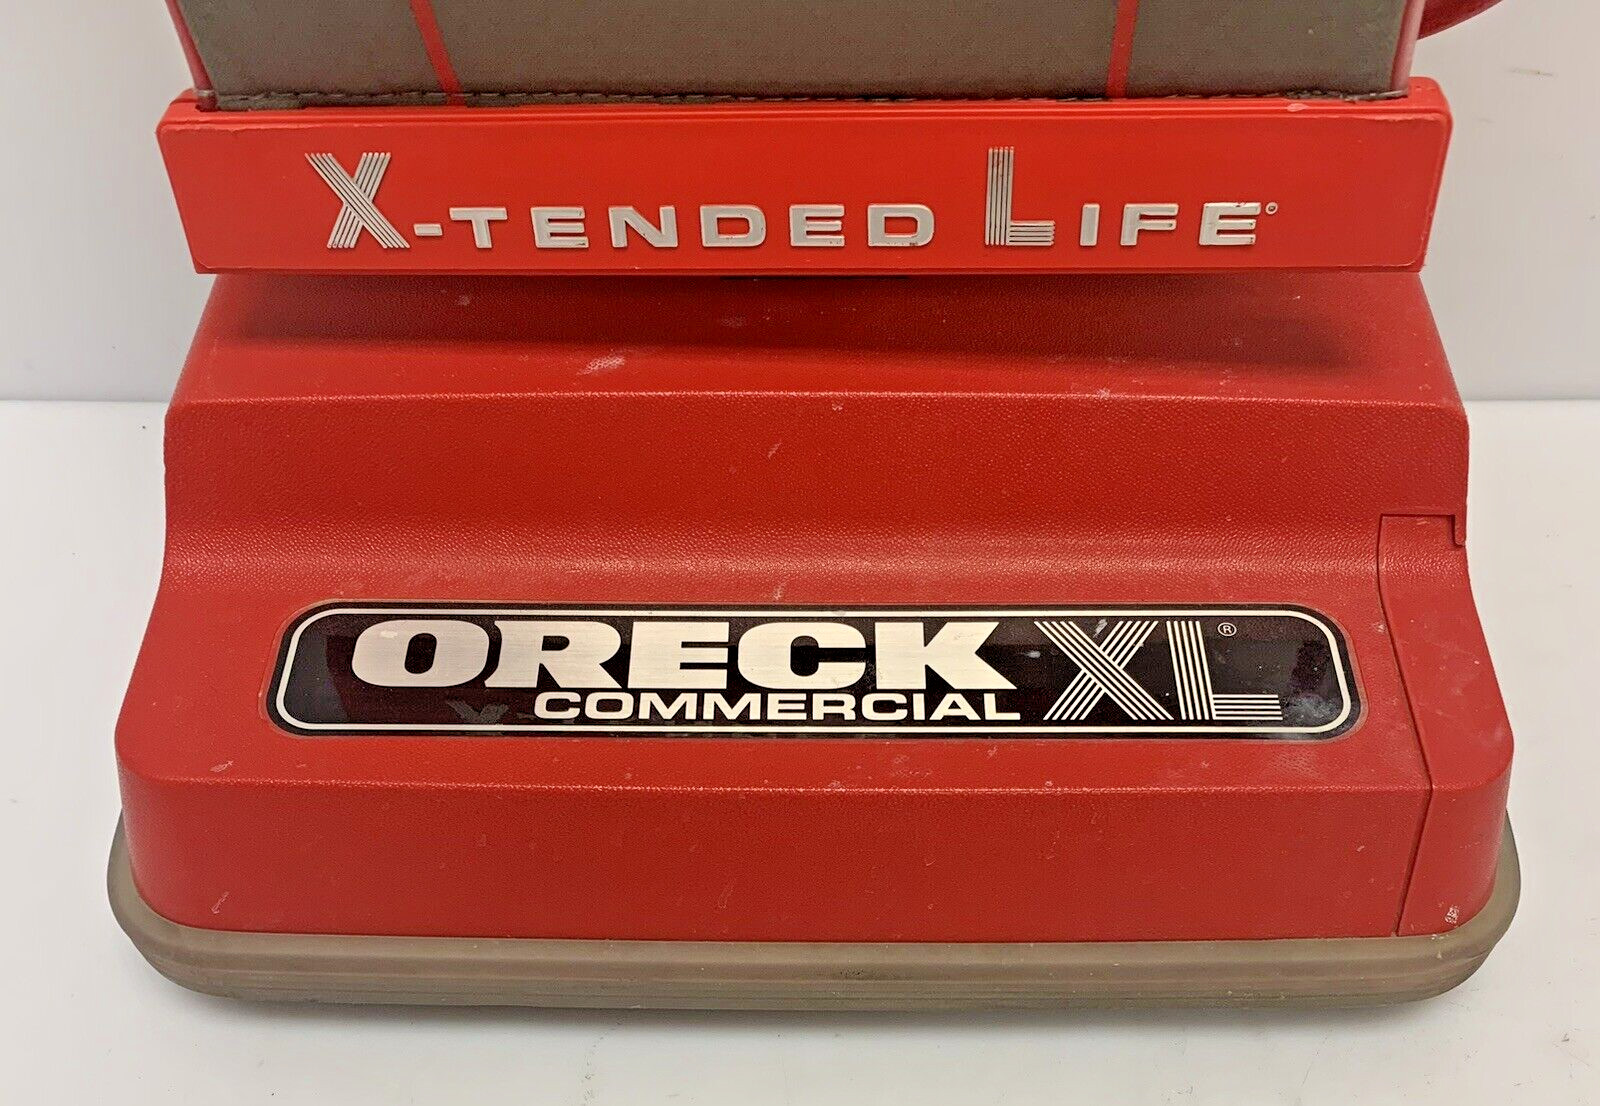 X-TENDED LIFE
ORECK XL®
COMMERCIAL